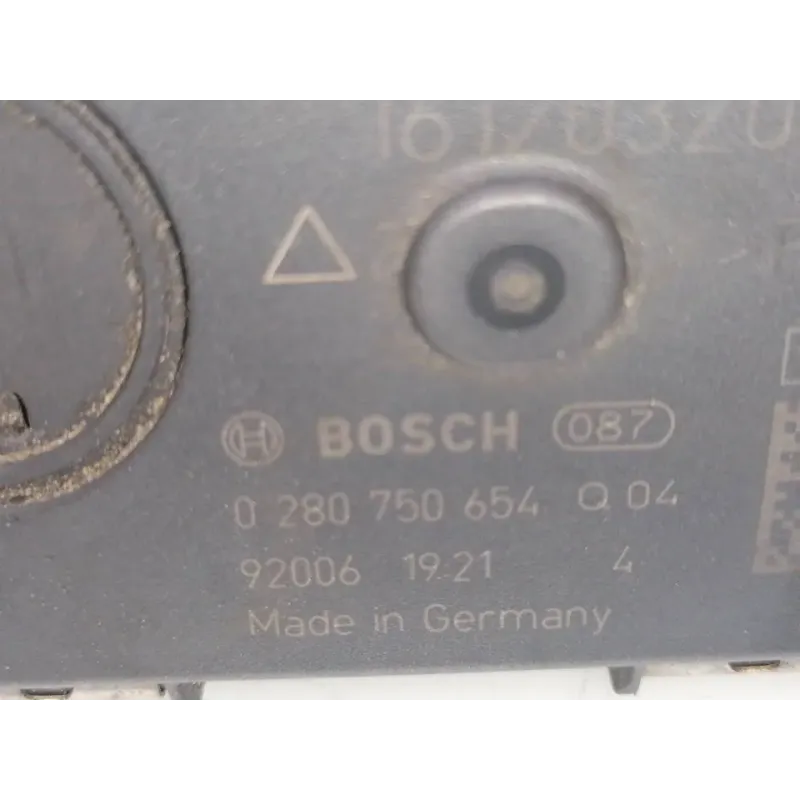 BOSCH 087
0 280 750 654 Q 04
92006 19:21 4
Made in Germany